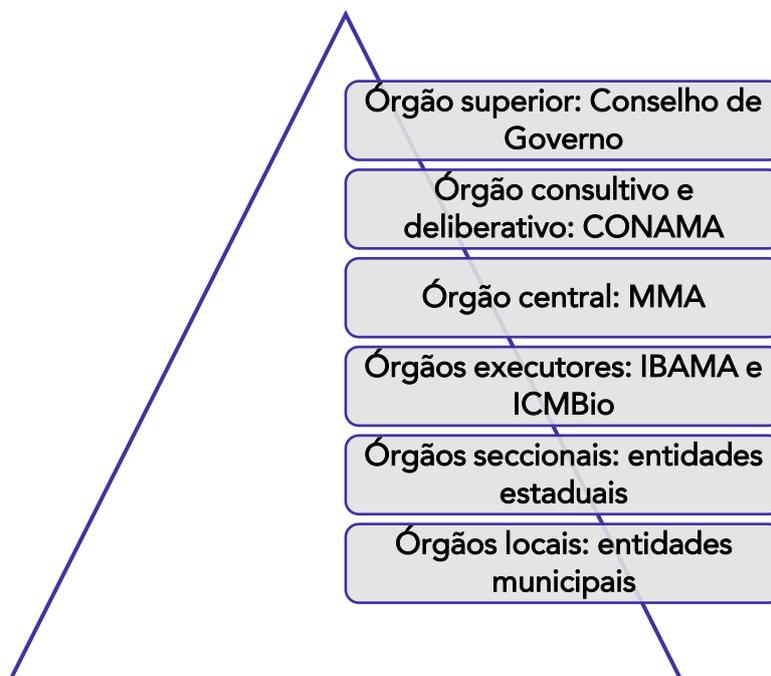 Órgão superior: Conselho de
Governo
Órgão consultivo e
deliberativo: CONAMA
Órgão central: MMA
Órgãos executores: IBAMA e
ICMBio
Órgãos seccionais: entidades
estaduais
Órgãos locais: entidades
municipais